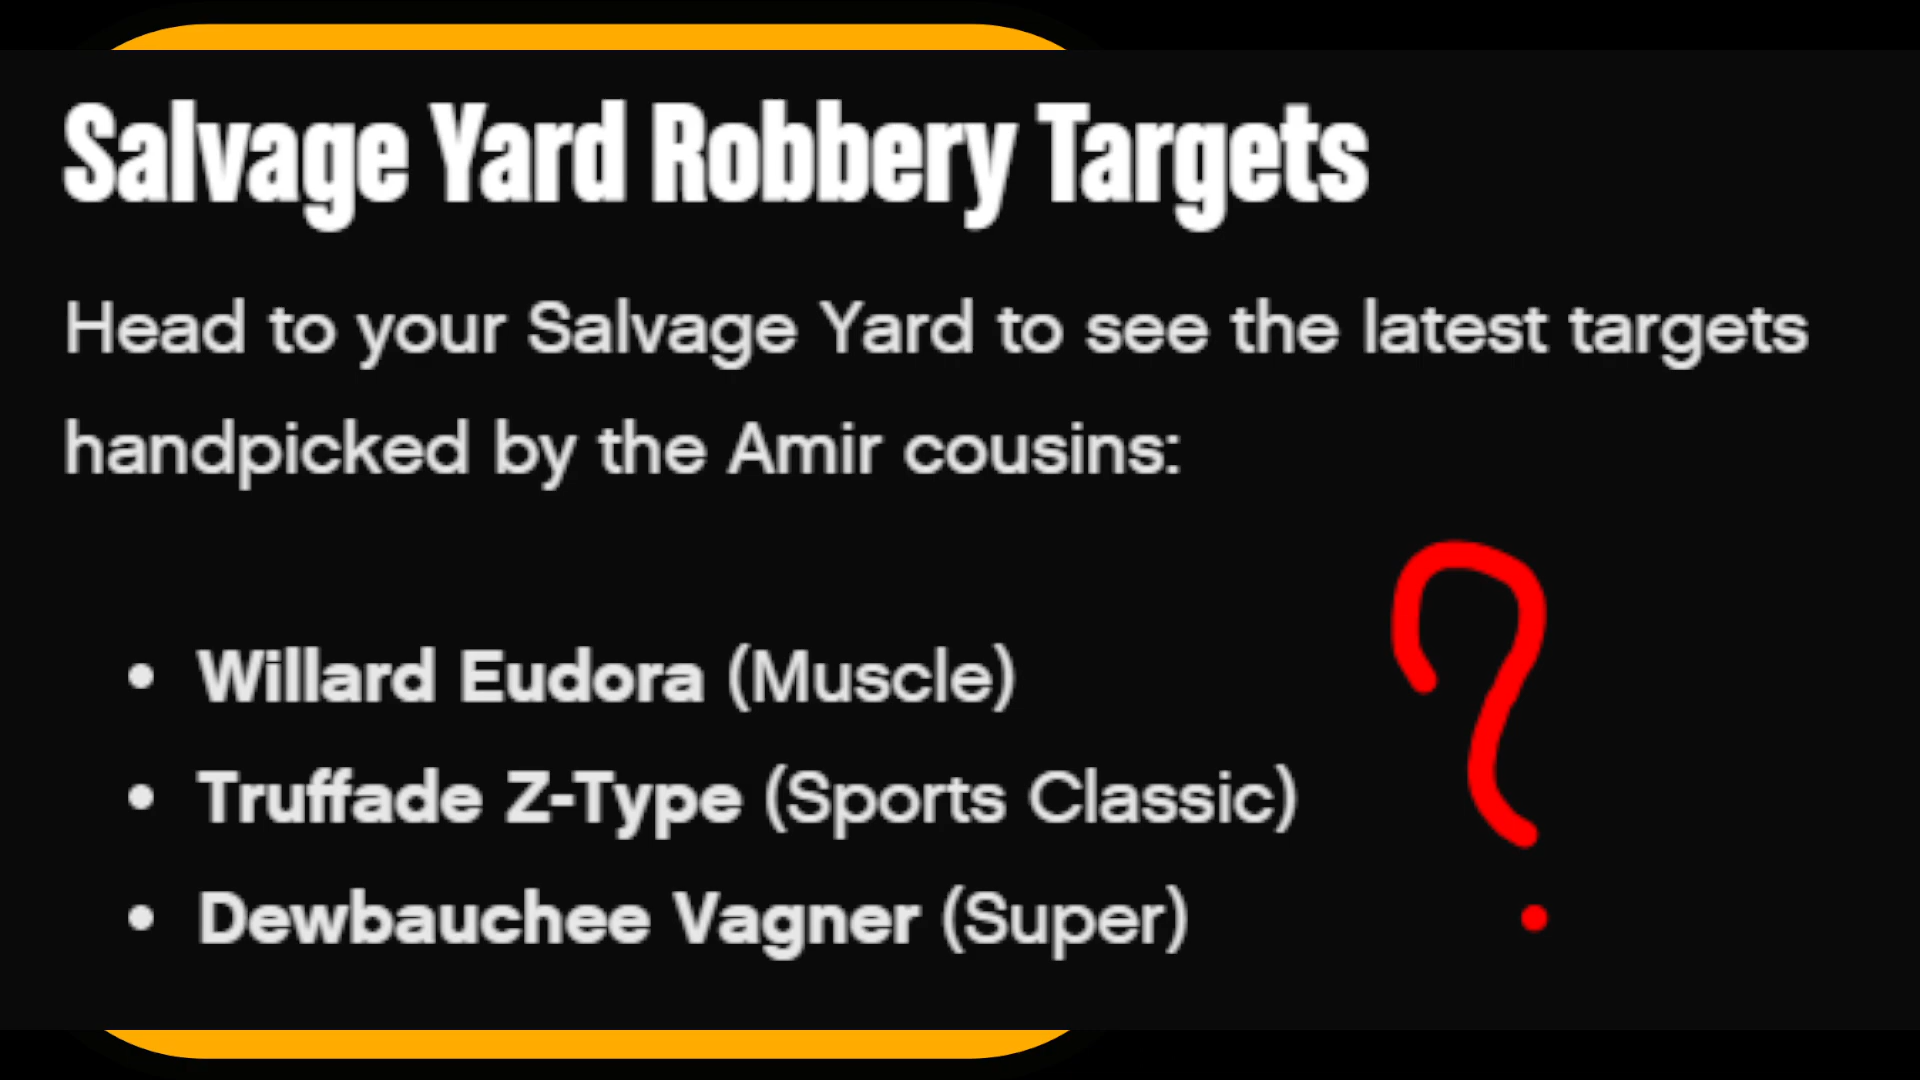 Salvage Yard Robbery Targets
Head to your Salvage Yard to see the latest targets
handpicked by the Amir cousins:
• Willard Eudora (Muscle)
• Truffade Z-Type (Sports Classic)
• Dewbauchee Vagner (Super)
?